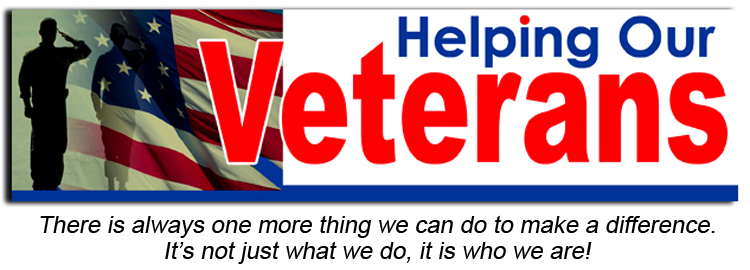 Helping Our
Veterans
There is always one more thing we can do to make a difference.
It's not just what we do, it is who we are!